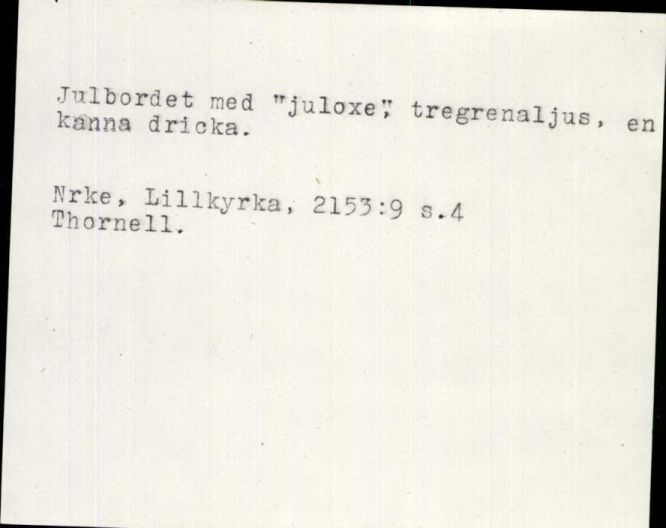 Julbordet med "juloxe", tregrenaljus, en
kanna dricka.
Nrke, Lillkyrka, 2153:9 s.4
Thornell.